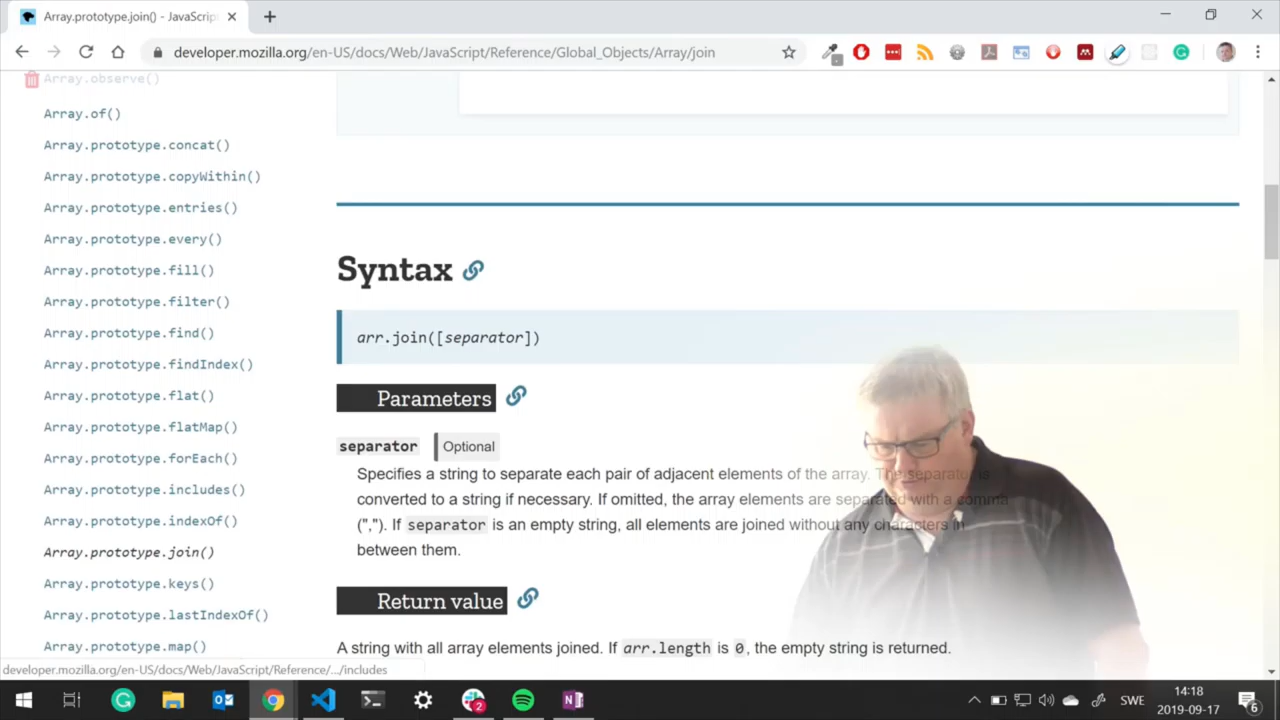 Array.prototype.join() - JavaScrip
developer.mozilla.org/en-US/docs/Web/JavaScript/Reference/Global_Objects/Array/join
Array.observe()
Array.of()
Array.prototype.concat()
Array.prototype.copyWithin()
Array.prototype.entries()
Array.prototype.every()
Array.prototype.fill()
Array.prototype.filter()
Array.prototype.find()
Array.prototype.findIndex()
Array.prototype.flat()
Array.prototype.flatMap()
Array.prototype.forEach()
Array.prototype.includes()
Array.prototype.indexOf()
Array.prototype.join()
Array.prototype.keys()
Array.prototype.lastIndexOf()
Array.prototype.map()
developer.mozilla.org/en-US/docs/Web/JavaScript/Reference/.../includes
Syntax
arr.join([separator])
Parameters
separator Optional
Specifies a string to separate each pair of adjacent elements of the array. The separator is
converted to a string if necessary. If omitted, the array elements are separated with a comma
(","). If separator is an empty string, all elements are joined without any characters in
between them.
Return value
A string with all array elements joined. If arr.length is 0, the empty string is returned.
2
SWE
14:18
2019-09-17
6